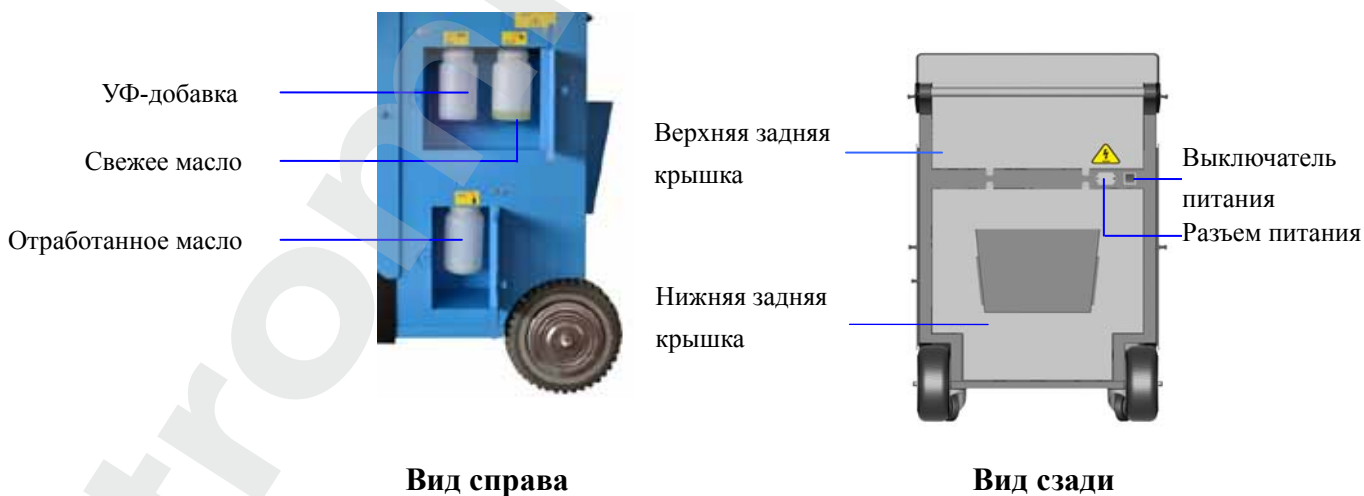 УФ-добавка
Свежее масло
Отработанное масло
Верхняя задняя
крышка
Нижняя задняя
крышка
Выключатель
питания
Разъем питания
Вид справа
Вид сзади